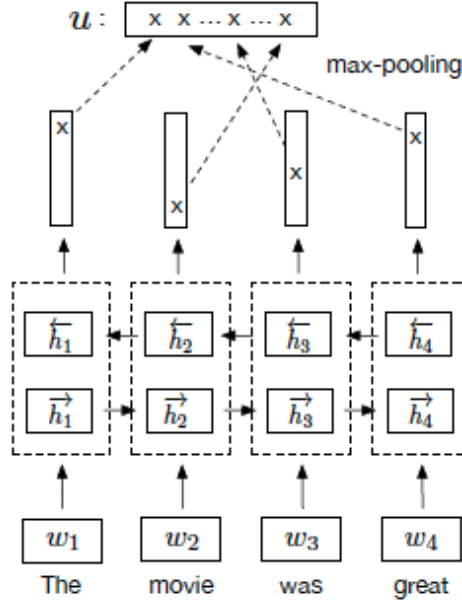 u: x x ... x ... x
max-pooling
x x x x
←h₁ ←h₂ ←h₃ ←h₄
→h₁ →h₂ →h₃ →h₄
w₁ w₂ w₃ w₄
The movie was great